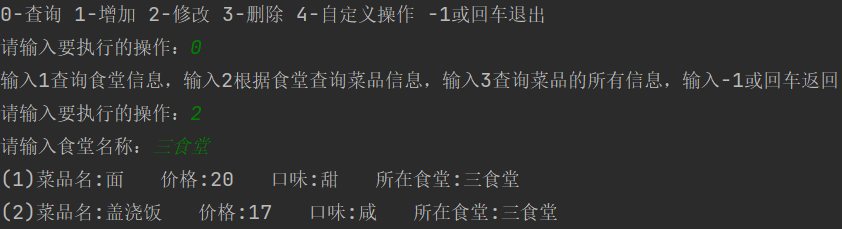 0-查询 1-增加 2-修改 3-删除 4-自定义操作 -1或回车退出
请输入要执行的操作：0
输入1查询食堂信息，输入2根据食堂查询菜品信息，输入3查询菜品的所有信息，输入-1或回车返回
请输入要执行的操作：2
请输入食堂名称：三食堂
(1)菜品名:面   价格:20   口味:甜   所在食堂:三食堂
(2)菜品名:盖浇饭   价格:17   口味:咸   所在食堂:三食堂